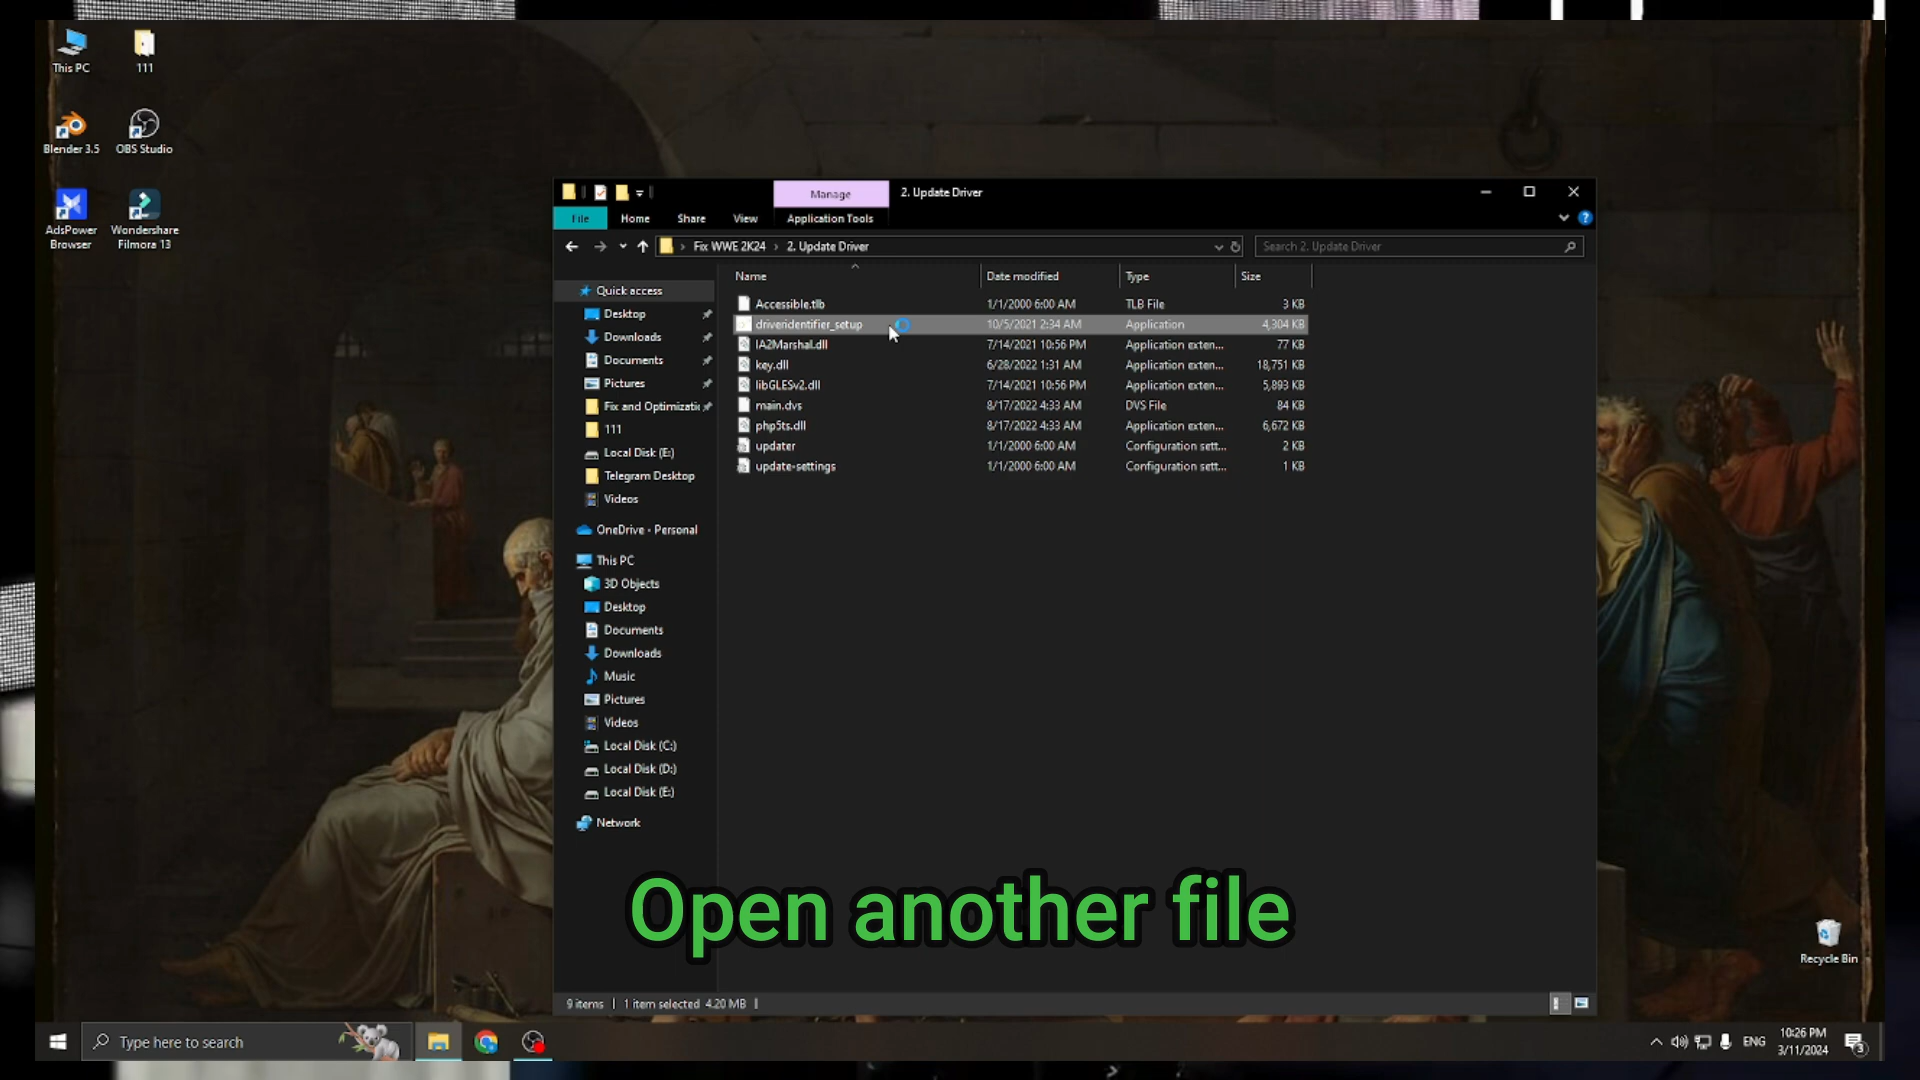 This PC
111
Blender 3.5
OBS Studio
AdsPower
Browser
Wondershare
Filmora 13
Manage
2. Update Driver
File
Home
Share
View
Application Tools
Fix WWE 2K24 › 2. Update Driver
Search 2. Update Driver
Name
Date modified
Type
Size
Accessible.tlb 1/1/2000 6:00 AM TLB File 3 KB
driveridentifier_setup 10/5/2021 2:34 AM Application 4,304 KB
IA2Marshal.dll 7/14/2021 10:56 PM Application exten... 77 KB
key.dll 6/28/2022 1:31 AM Application exten... 18,751 KB
libGLESv2.dll 7/14/2021 10:56 PM Application exten... 5,893 KB
main.dvs 8/17/2022 4:33 AM DVS File 84 KB
php5ts.dll 8/17/2022 4:33 AM Application exten... 6,672 KB
updater 1/1/2000 6:00 AM Configuration sett... 2 KB
update-settings 1/1/2000 6:00 AM Configuration sett... 1 KB
Quick access
Desktop
Downloads
Documents
Pictures
Fix and Optimizatic
111
Local Disk (E:)
Telegram Desktop
Videos
OneDrive - Personal
This PC
3D Objects
Desktop
Documents
Downloads
Music
Pictures
Videos
Local Disk (C:)
Local Disk (D:)
Local Disk (E:)
Network
Open another file
Recycle Bin
9 items
1 item selected 4.20 MB
Type here to search
ENG
10:26 PM
3/11/2024
3